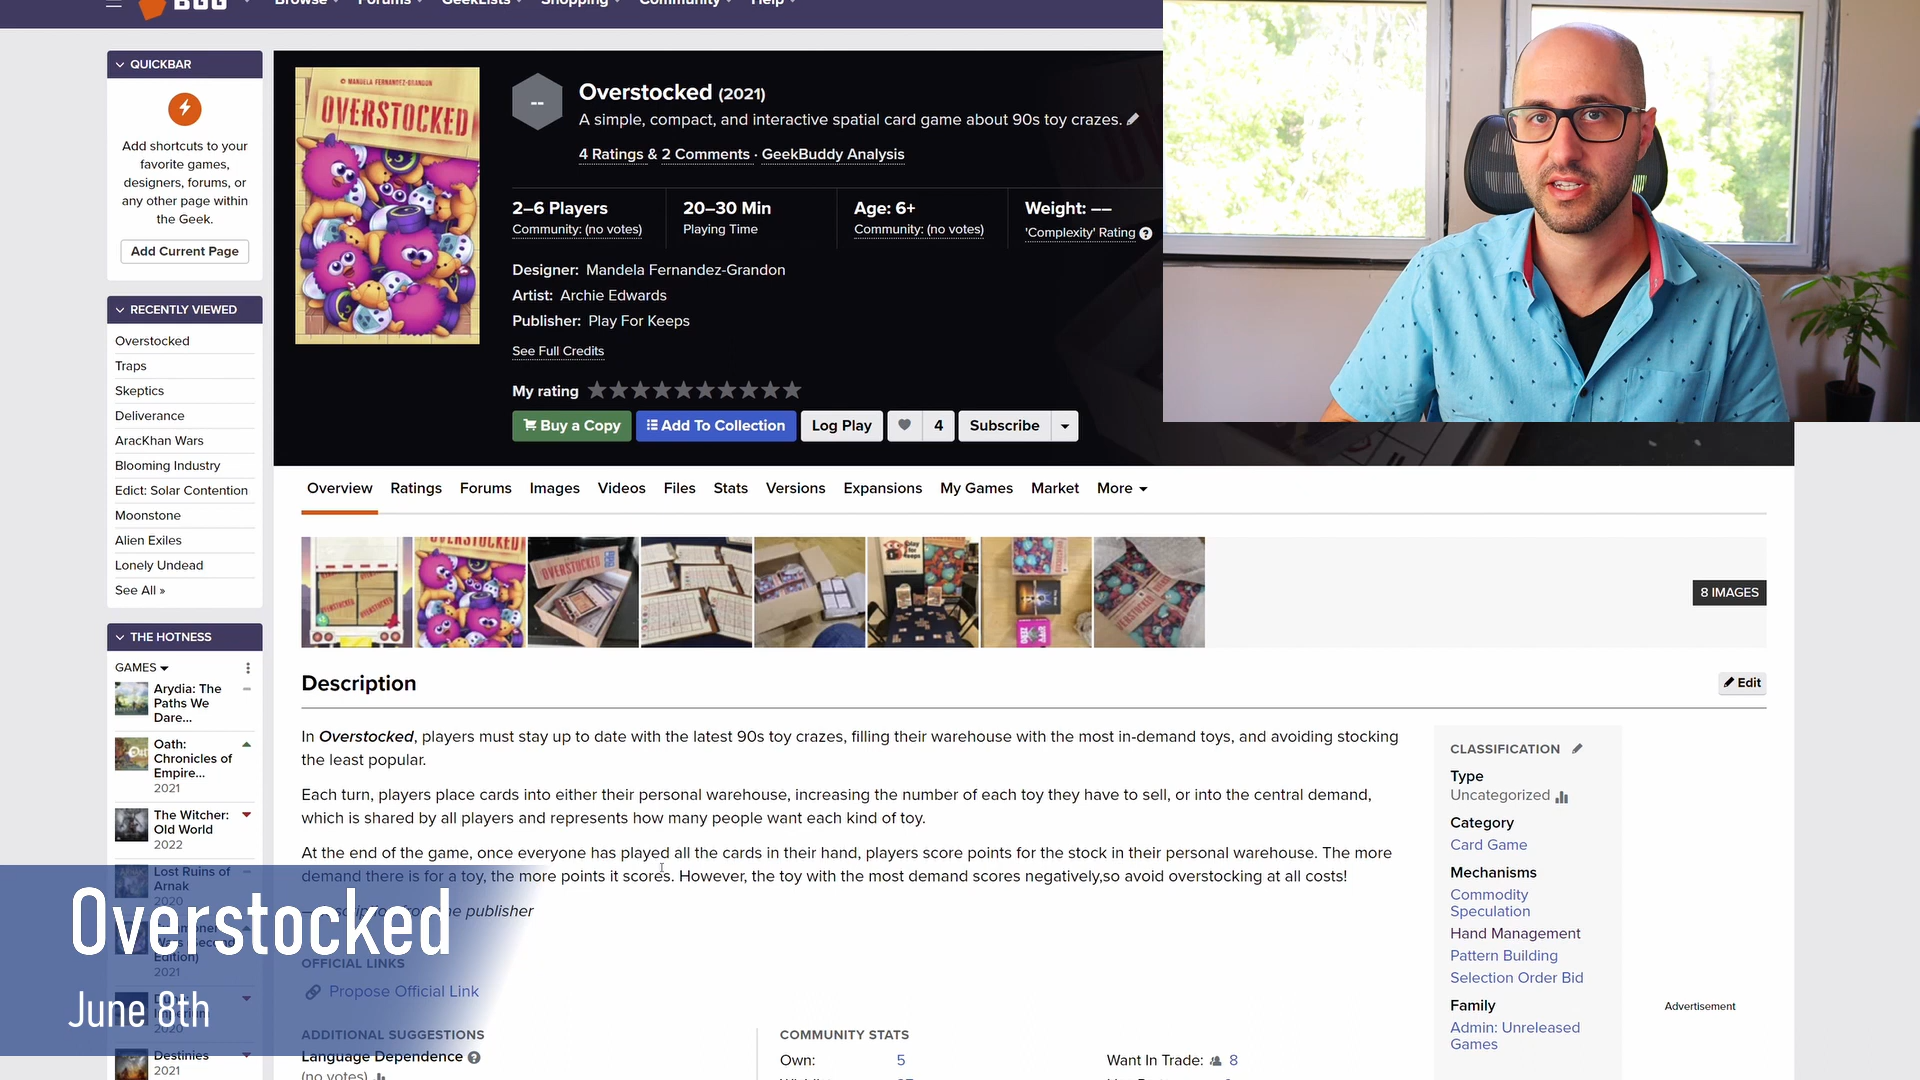 BGG
Browse
Forums
GeekLists
Shopping
Community
Help
QUICKBAR
Add shortcuts to your
favorite games,
designers, forums, or
any other page within
the Geek.
Add Current Page
RECENTLY VIEWED
Overstocked
Traps
Skeptics
Deliverance
AracKhan Wars
Blooming Industry
Edict: Solar Contention
Moonstone
Alien Exiles
Lonely Undead
See All »
THE HOTNESS
GAMES
Arydia: The
Paths We
Dare...
Oath:
Chronicles of
Empire...
2021
The Witcher:
Old World
2022
Lost Ruins of
Arnak
2020
Edition)
2021
2020
Destinies
2021
© MANDELA FERNANDEZ-GRANDON
OVERSTOCKED
--
Overstocked (2021)
A simple, compact, and interactive spatial card game about 90s toy crazes.
4 Ratings & 2 Comments · GeekBuddy Analysis
2–6 Players
Community: (no votes)
20–30 Min
Playing Time
Age: 6+
Community: (no votes)
Weight: ––
'Complexity' Rating ?
Designer: Mandela Fernandez-Grandon
Artist: Archie Edwards
Publisher: Play For Keeps
See Full Credits
My rating
Buy a Copy
Add To Collection
Log Play
4
Subscribe
Overview Ratings Forums Images Videos Files Stats Versions Expansions My Games Market More
OVERSTOCKED
OVERSTOCKED
8 IMAGES
Description
Edit
In Overstocked, players must stay up to date with the latest 90s toy crazes, filling their warehouse with the most in-demand toys, and avoiding stocking
the least popular.
Each turn, players place cards into either their personal warehouse, increasing the number of each toy they have to sell, or into the central demand,
which is shared by all players and represents how many people want each kind of toy.
At the end of the game, once everyone has played all the cards in their hand, players score points for the stock in their personal warehouse. The more
demand there is for a toy, the more points it scores. However, the toy with the most demand scores negatively,so avoid overstocking at all costs!
publisher
OFFICIAL LINKS
Propose Official Link
ADDITIONAL SUGGESTIONS
Language Dependence ?
(no votes)
COMMUNITY STATS
Own: 5
Want In Trade: 8
CLASSIFICATION
Type
Uncategorized
Category
Card Game
Mechanisms
Commodity
Speculation
Hand Management
Pattern Building
Selection Order Bid
Family
Admin: Unreleased
Games
Advertisement
Overstocked
June 8th